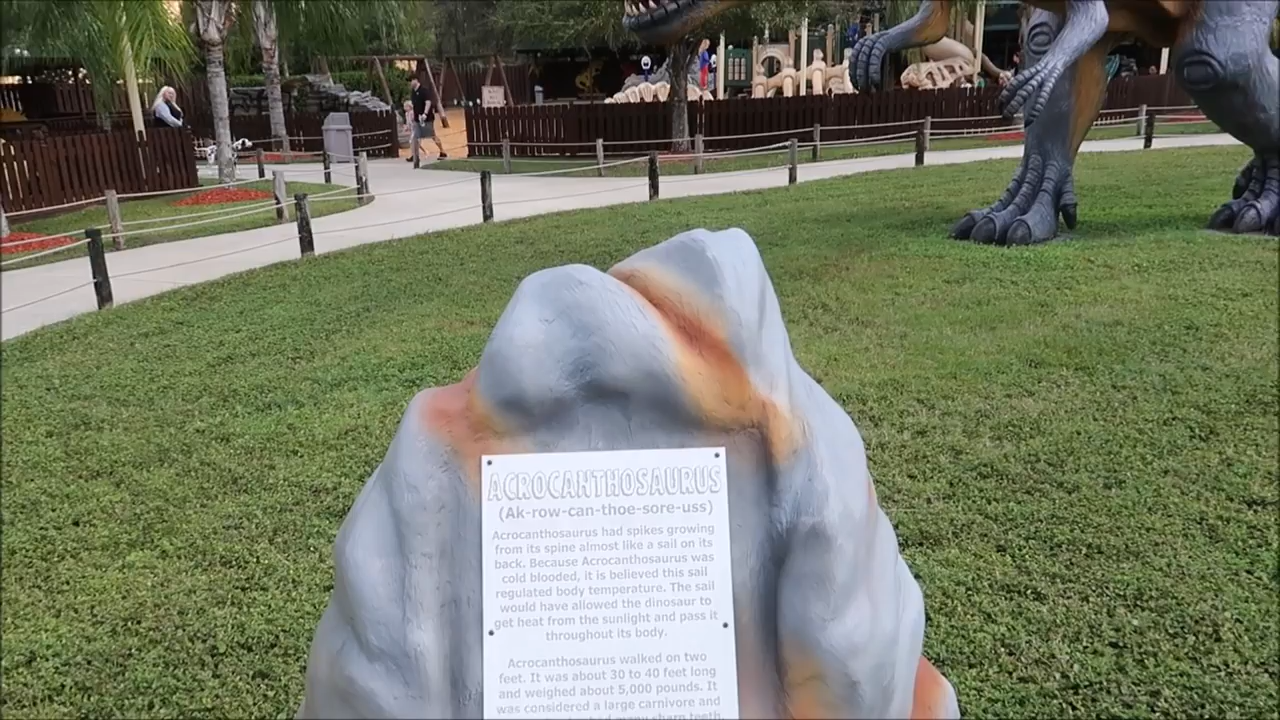 ACROCANTHOSAURUS
(Ak-row-can-thoe-sore-uss)
Acrocanthosaurus had spikes growing
from its spine almost like a sail on its
back. Because Acrocanthosaurus was
cold blooded, it is believed this sail
regulated body temperature. The sail
would have allowed the dinosaur to
get heat from the sunlight and pass it
throughout its body.
Acrocanthosaurus walked on two
feet. It was about 30 to 40 feet long
and weighed about 5,000 pounds. It
was considered a large carnivore and
had many sharp teeth.